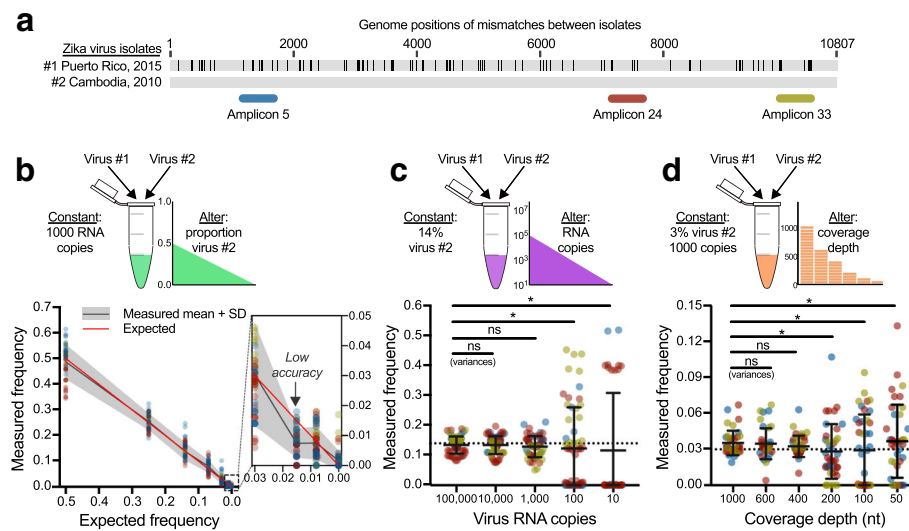 a
Genome positions of mismatches between isolates
Zika virus isolates
1 2000 4000 6000 8000 10807
#1 Puerto Rico, 2015
#2 Cambodia, 2010
Amplicon 5 Amplicon 24 Amplicon 33
b
Virus #1 Virus #2
Constant:
1000 RNA
copies
1.0
0.5
0.0
Alter:
proportion
virus #2
Measured frequency
0.7
0.6
0.5
0.4
0.3
0.2
0.1
0.0
Measured mean + SD
Expected
0.5 0.4 0.3 0.2 0.1 0.0
Expected frequency
Low
accuracy
0.05
0.04
0.03
0.02
0.01
0.00
0.03 0.02 0.01 0.00
c
Virus #1 Virus #2
Constant:
14%
virus #2
10⁷
10⁵
10³
10¹
Alter:
RNA
copies
Measured frequency
0.6
0.5
0.4
0.3
0.2
0.1
0.0
*
*
ns
ns
(variances)
100,000 10,000 1,000 100 10
Virus RNA copies
d
Virus #1 Virus #2
Constant:
3% virus #2
1000 copies
1000
500
0
Alter:
coverage
depth
Measured frequency
0.15
0.12
0.09
0.06
0.03
0.00
*
*
*
ns
ns
(variances)
1000 600 400 200 100 50
Coverage depth (nt)